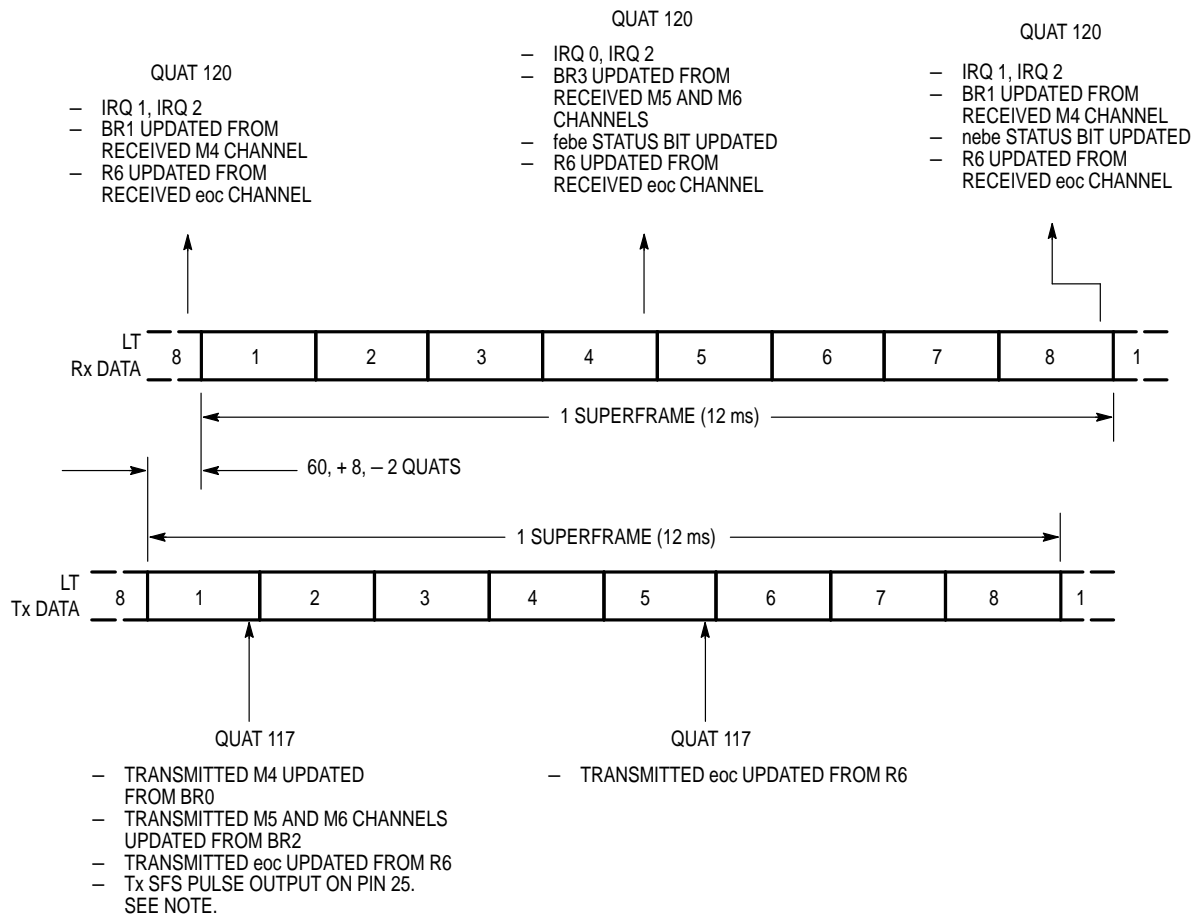 QUAT 120
– IRQ 1, IRQ 2
– BR1 UPDATED FROM
RECEIVED M4 CHANNEL
– R6 UPDATED FROM
RECEIVED eoc CHANNEL
QUAT 120
– IRQ 0, IRQ 2
– BR3 UPDATED FROM
RECEIVED M5 AND M6
CHANNELS
– febe STATUS BIT UPDATED
– R6 UPDATED FROM
RECEIVED eoc CHANNEL
QUAT 120
– IRQ 1, IRQ 2
– BR1 UPDATED FROM
RECEIVED M4 CHANNEL
– nebe STATUS BIT UPDATED
– R6 UPDATED FROM
RECEIVED eoc CHANNEL
LT
Rx DATA
8 1 2 3 4 5 6 7 8 1
1 SUPERFRAME (12 ms)
60, + 8, – 2 QUATS
1 SUPERFRAME (12 ms)
LT
Tx DATA
8 1 2 3 4 5 6 7 8 1
QUAT 117
– TRANSMITTED M4 UPDATED
FROM BR0
– TRANSMITTED M5 AND M6 CHANNELS
UPDATED FROM BR2
– TRANSMITTED eoc UPDATED FROM R6
– Tx SFS PULSE OUTPUT ON PIN 25.
SEE NOTE.
QUAT 117
– TRANSMITTED eoc UPDATED FROM R6